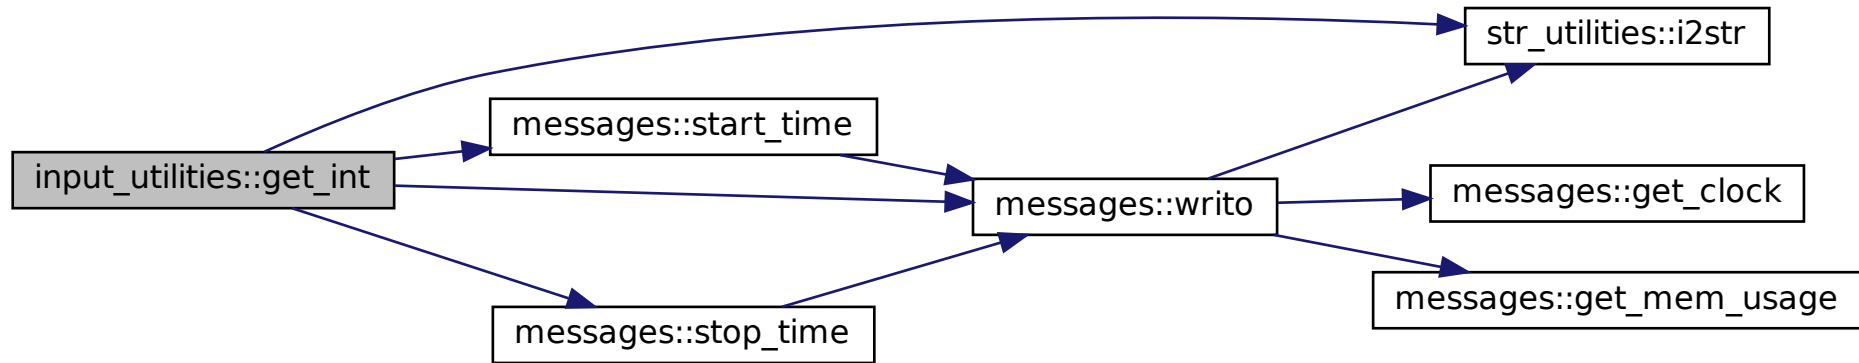 str_utilities::i2str
messages::start_time
input_utilities::get_int
messages::get_clock
messages::writo
messages::get_mem_usage
messages::stop_time